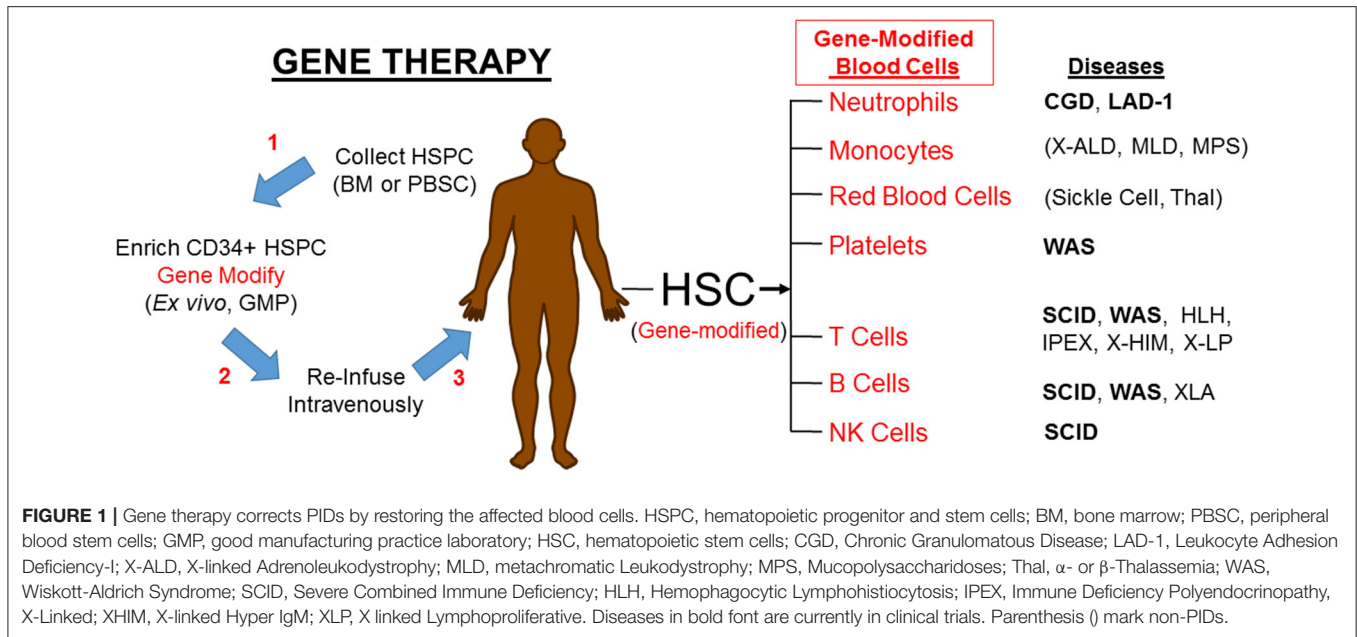 GENE THERAPY
1
Collect HSPC
(BM or PBSC)
Enrich CD34+ HSPC
Gene Modify
(Ex vivo, GMP)
2
Re-Infuse
Intravenously
3
HSC
(Gene-modified)
Gene-Modified
Blood Cells
Diseases
Neutrophils
CGD, LAD-1
Monocytes
(X-ALD, MLD, MPS)
Red Blood Cells
(Sickle Cell, Thal)
Platelets
WAS
T Cells
SCID, WAS, HLH,
IPEX, X-HIM, X-LP
B Cells
SCID, WAS, XLA
NK Cells
SCID
FIGURE 1 | Gene therapy corrects PIDs by restoring the affected blood cells. HSPC, hematopoietic progenitor and stem cells; BM, bone marrow; PBSC, peripheral
blood stem cells; GMP, good manufacturing practice laboratory; HSC, hematopoietic stem cells; CGD, Chronic Granulomatous Disease; LAD-1, Leukocyte Adhesion
Deficiency-I; X-ALD, X-linked Adrenoleukodystrophy; MLD, metachromatic Leukodystrophy; MPS, Mucopolysaccharidoses; Thal, α- or β-Thalassemia; WAS,
Wiskott-Aldrich Syndrome; SCID, Severe Combined Immune Deficiency; HLH, Hemophagocytic Lymphohistiocytosis; IPEX, Immune Deficiency Polyendocrinopathy,
X-Linked; XHIM, X-linked Hyper IgM; XLP, X linked Lymphoproliferative. Diseases in bold font are currently in clinical trials. Parenthesis () mark non-PIDs.